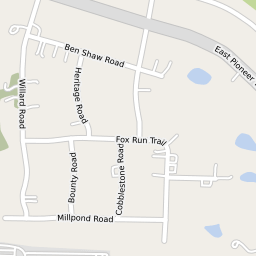 Ben Shaw Road
East Pioneer
Heritage Road
Willard Road
Fox Run Trail
Bounty Road
Cobblestone Road
Millpond Road